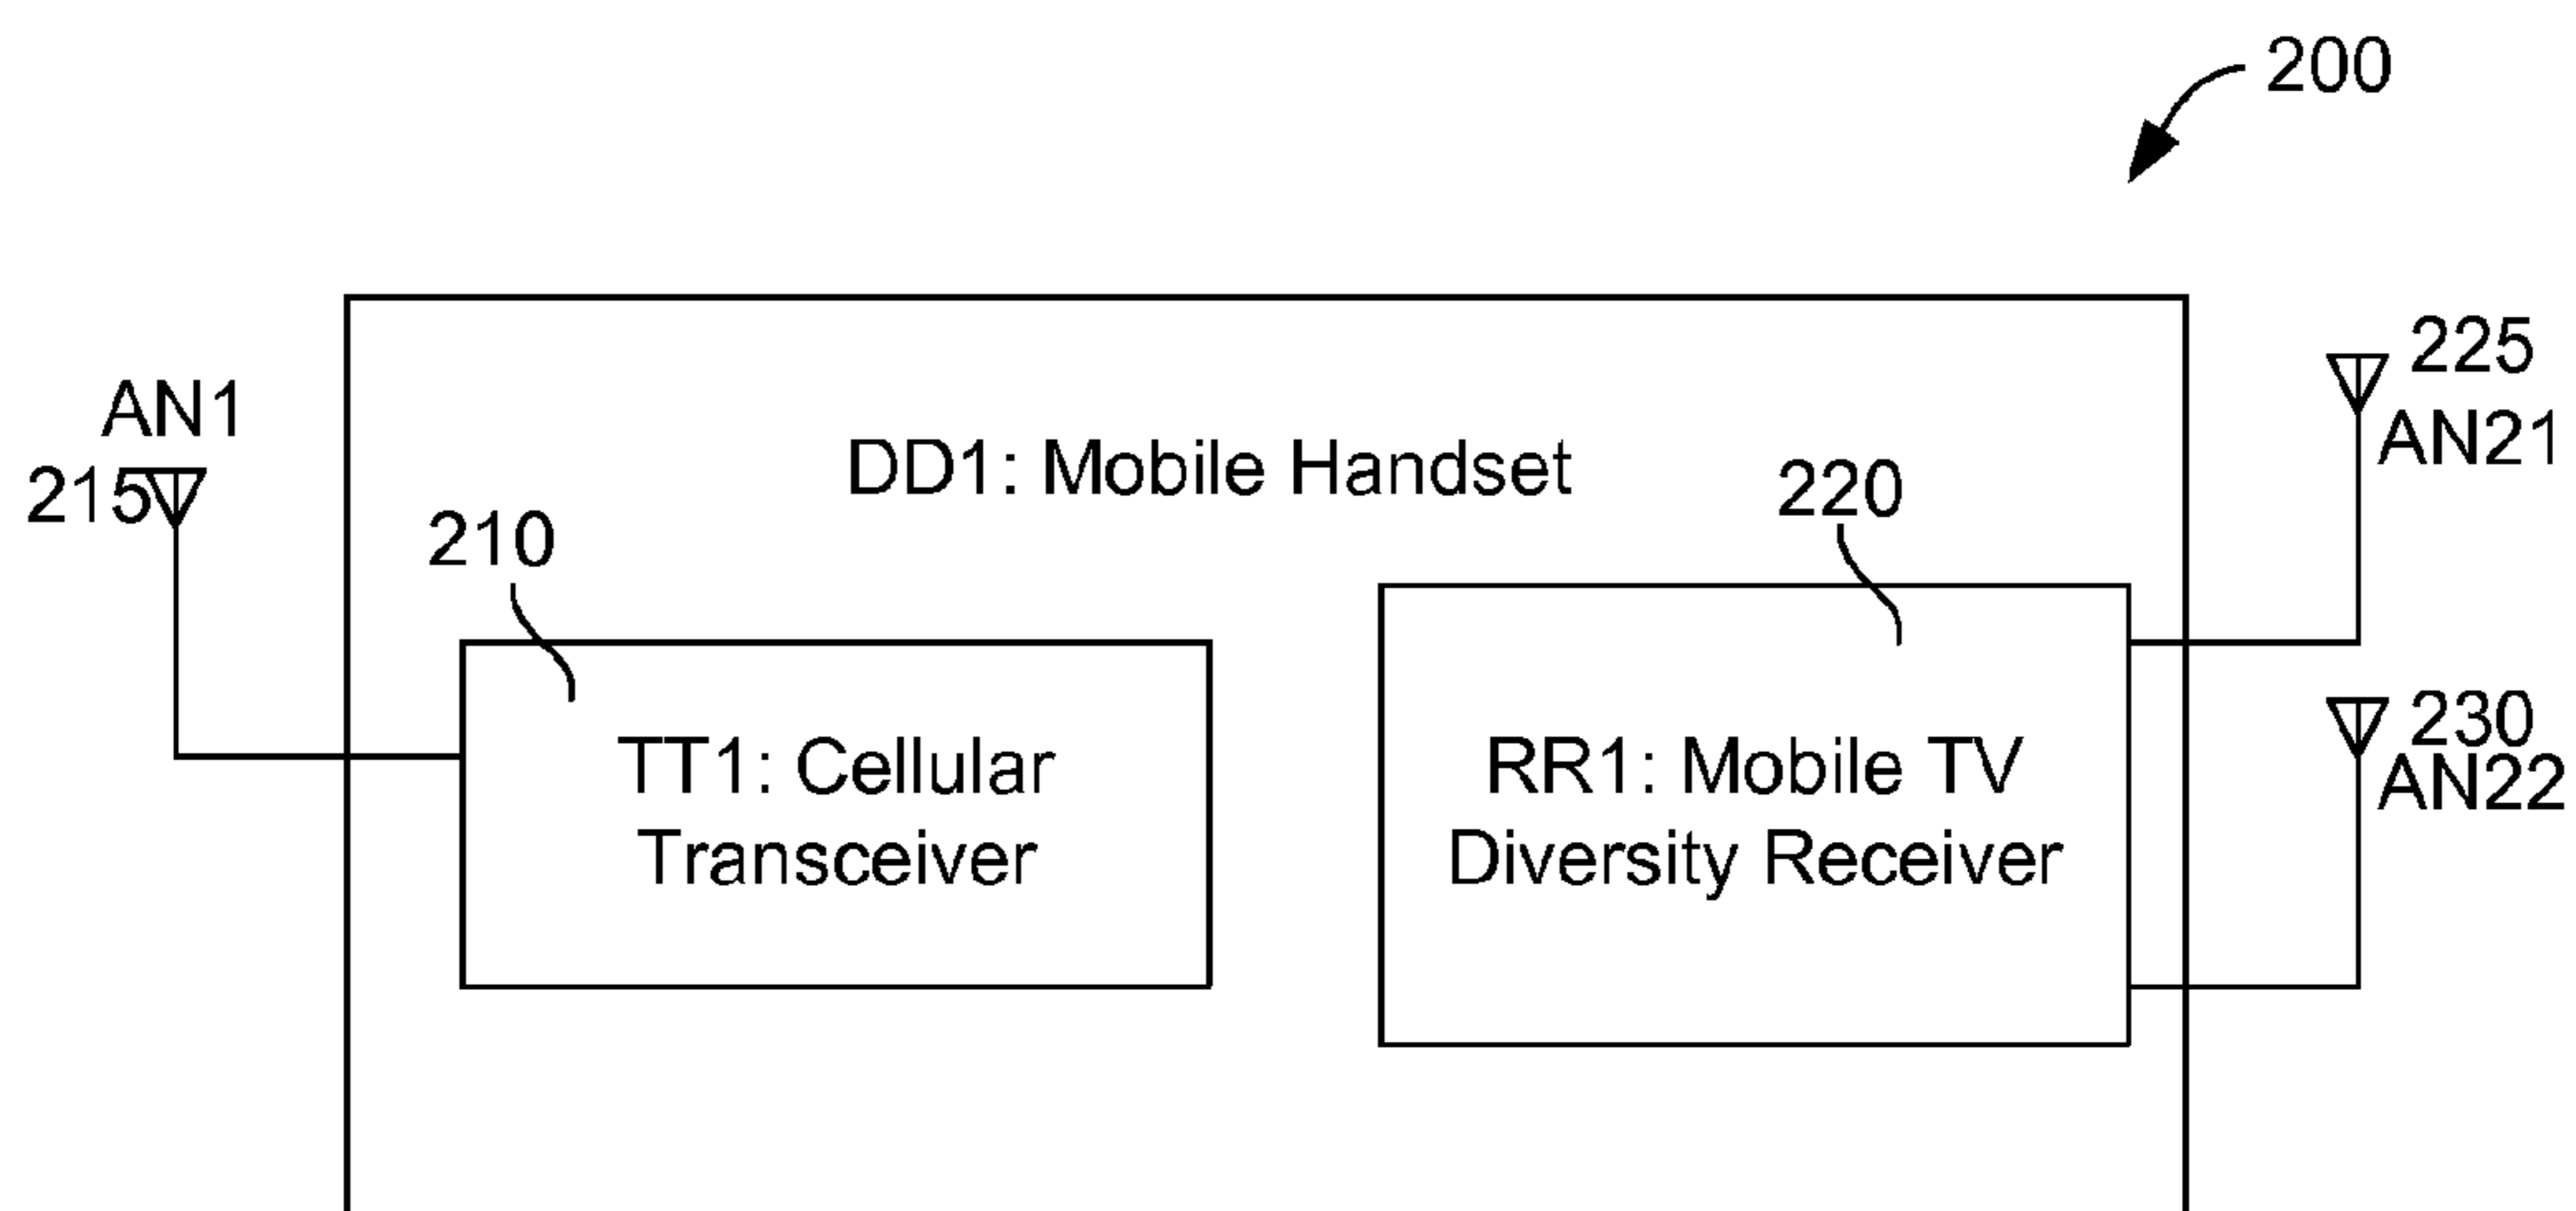 200
225
AN1
AN21
215
DD1: Mobile Handset
220
210
230
TT1: Cellular
Transceiver
RR1: Mobile TV
Diversity Receiver
AN22